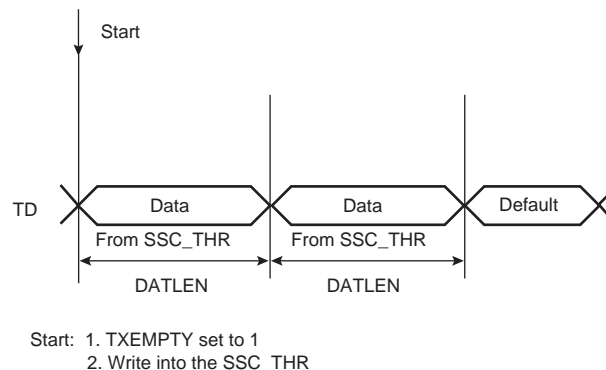 Start
TD
Data
Data
Default
From SSC_THR
From SSC_THR
DATLEN
DATLEN
Start: 1. TXEMPTY set to 1
2. Write into the SSC_THR